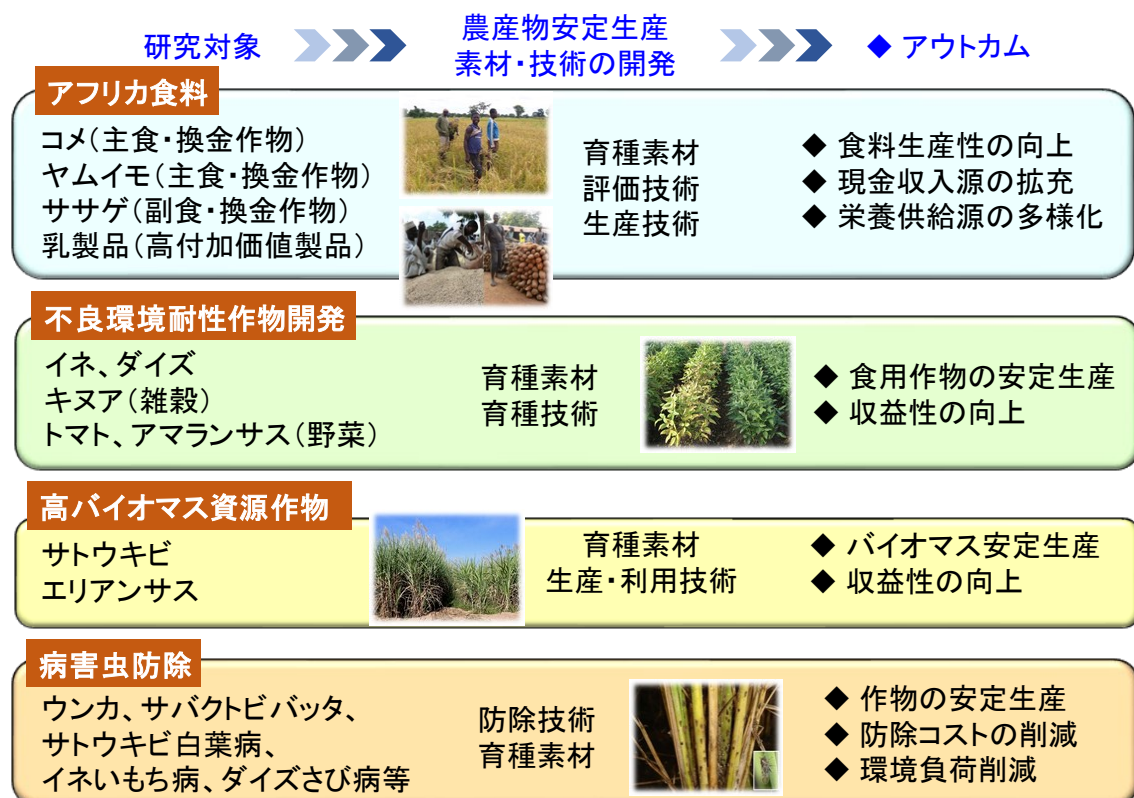 研究対象
農産物安定生産
素材・技術の開発
◆ アウトカム
アフリカ食料
コメ(主食・換金作物)
ヤムイモ(主食・換金作物)
ササゲ(副食・換金作物)
乳製品(高付加価値製品)
育種素材
評価技術
生産技術
◆ 食料生産性の向上
◆ 現金収入源の拡充
◆ 栄養供給源の多様化
不良環境耐性作物開発
イネ、ダイズ
キヌア(雑穀)
トマト、アマランサス(野菜)
育種素材
育種技術
◆ 食用作物の安定生産
◆ 収益性の向上
高バイオマス資源作物
サトウキビ
エリアンサス
育種素材
生産・利用技術
◆ バイオマス安定生産
◆ 収益性の向上
病害虫防除
ウンカ、サバクトビバッタ、
サトウキビ白葉病、
イネいもち病、ダイズさび病等
防除技術
育種素材
◆ 作物の安定生産
◆ 防除コストの削減
◆ 環境負荷削減